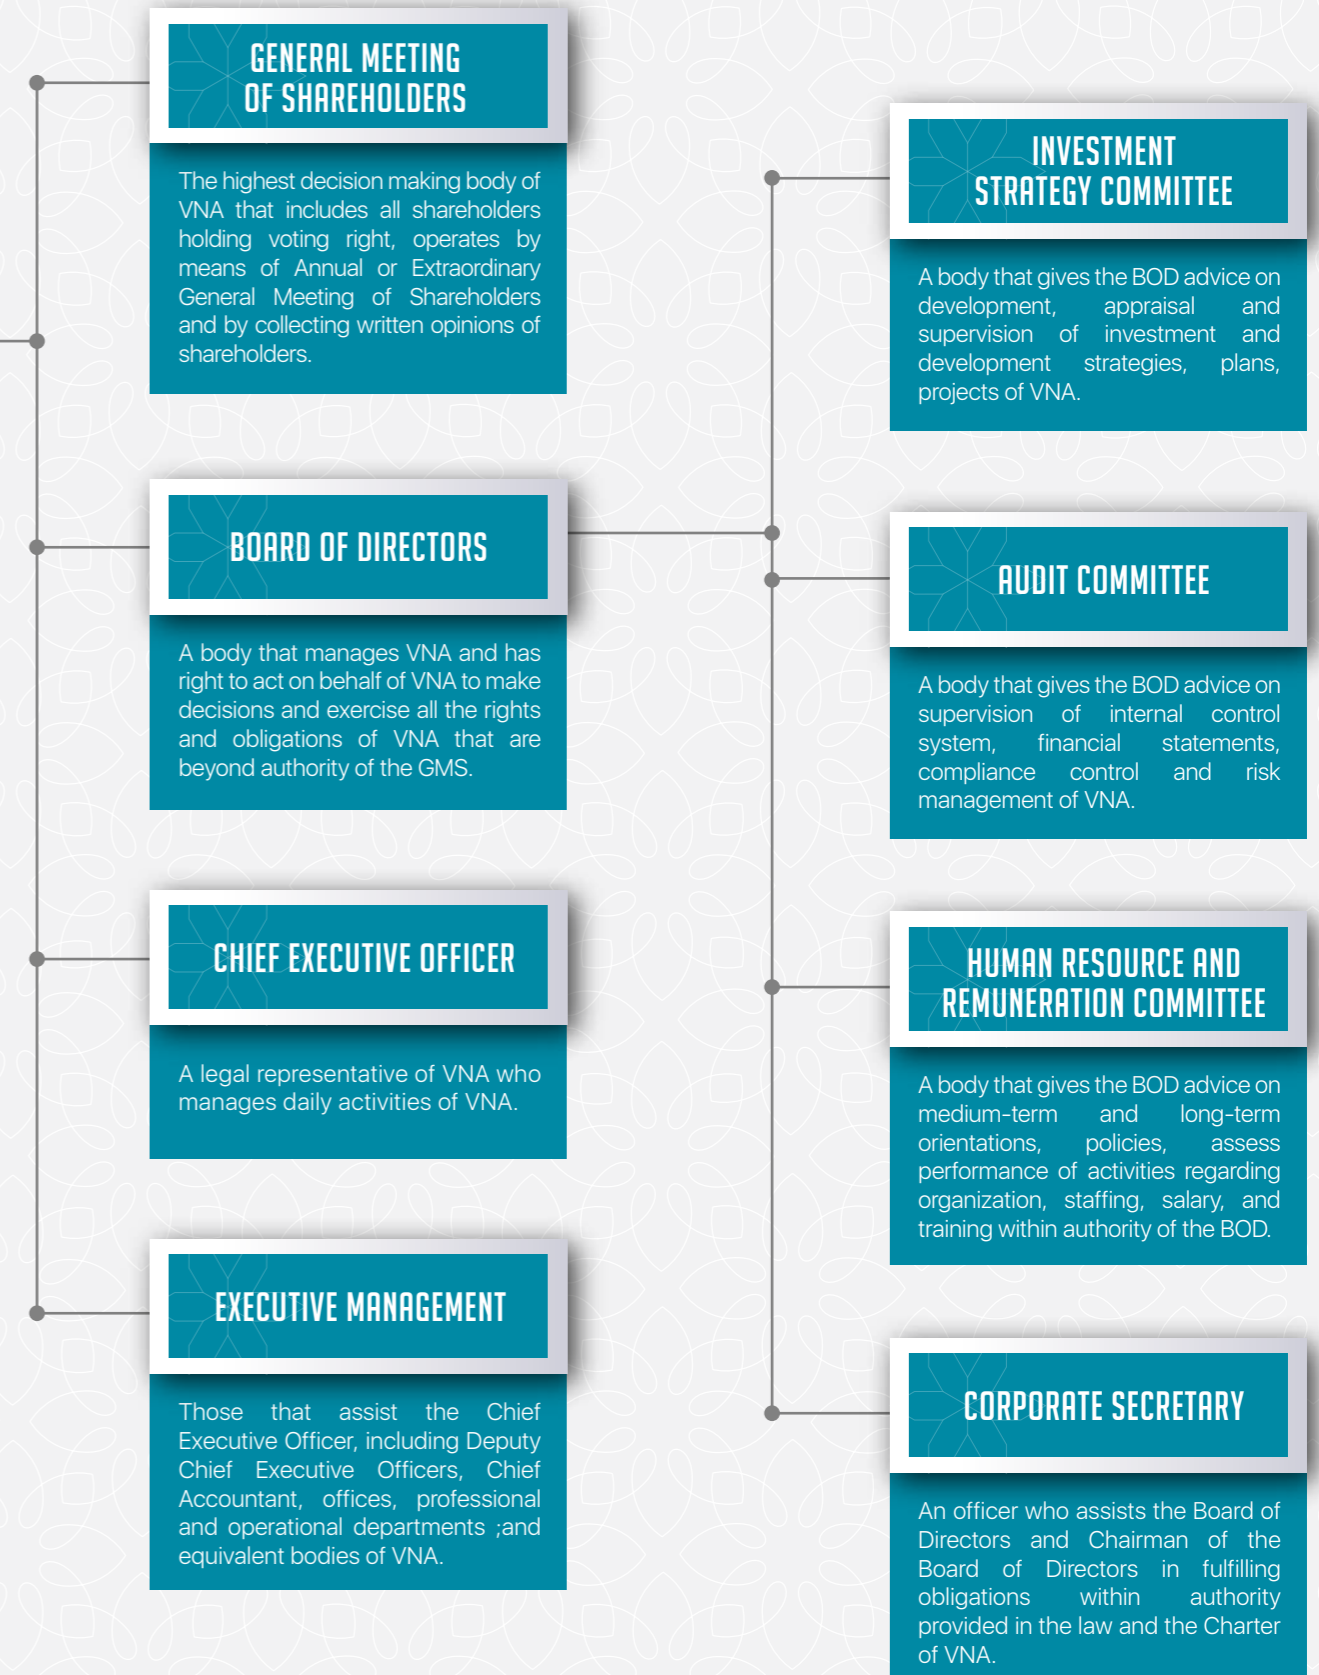 GENERAL MEETING
OF SHAREHOLDERS
The highest decision making body of
VNA that includes all shareholders
holding voting right, operates by
means of Annual or Extraordinary
General Meeting of Shareholders
and by collecting written opinions of
shareholders.
BOARD OF DIRECTORS
A body that manages VNA and has
right to act on behalf of VNA to make
decisions and exercise all the rights
and obligations of VNA that are
beyond authority of the GMS.
CHIEF EXECUTIVE OFFICER
A legal representative of VNA who
manages daily activities of VNA.
EXECUTIVE MANAGEMENT
Those that assist the Chief
Executive Officer, including Deputy
Chief Executive Officers, Chief
Accountant, offices, professional
and operational departments ;and
equivalent bodies of VNA.
INVESTMENT
STRATEGY COMMITTEE
A body that gives the BOD advice on
development, appraisal and
supervision of investment and
development strategies, plans,
projects of VNA.
AUDIT COMMITTEE
A body that gives the BOD advice on
supervision of internal control
system, financial statements,
compliance control and risk
management of VNA.
HUMAN RESOURCE AND
REMUNERATION COMMITTEE
A body that gives the BOD advice on
medium-term and long-term
orientations, policies, assess
performance of activities regarding
organization, staffing, salary, and
training within authority of the BOD.
CORPORATE SECRETARY
An officer who assists the Board of
Directors and Chairman of the
Board of Directors in fulfilling
obligations within authority
provided in the law and the Charter
of VNA.